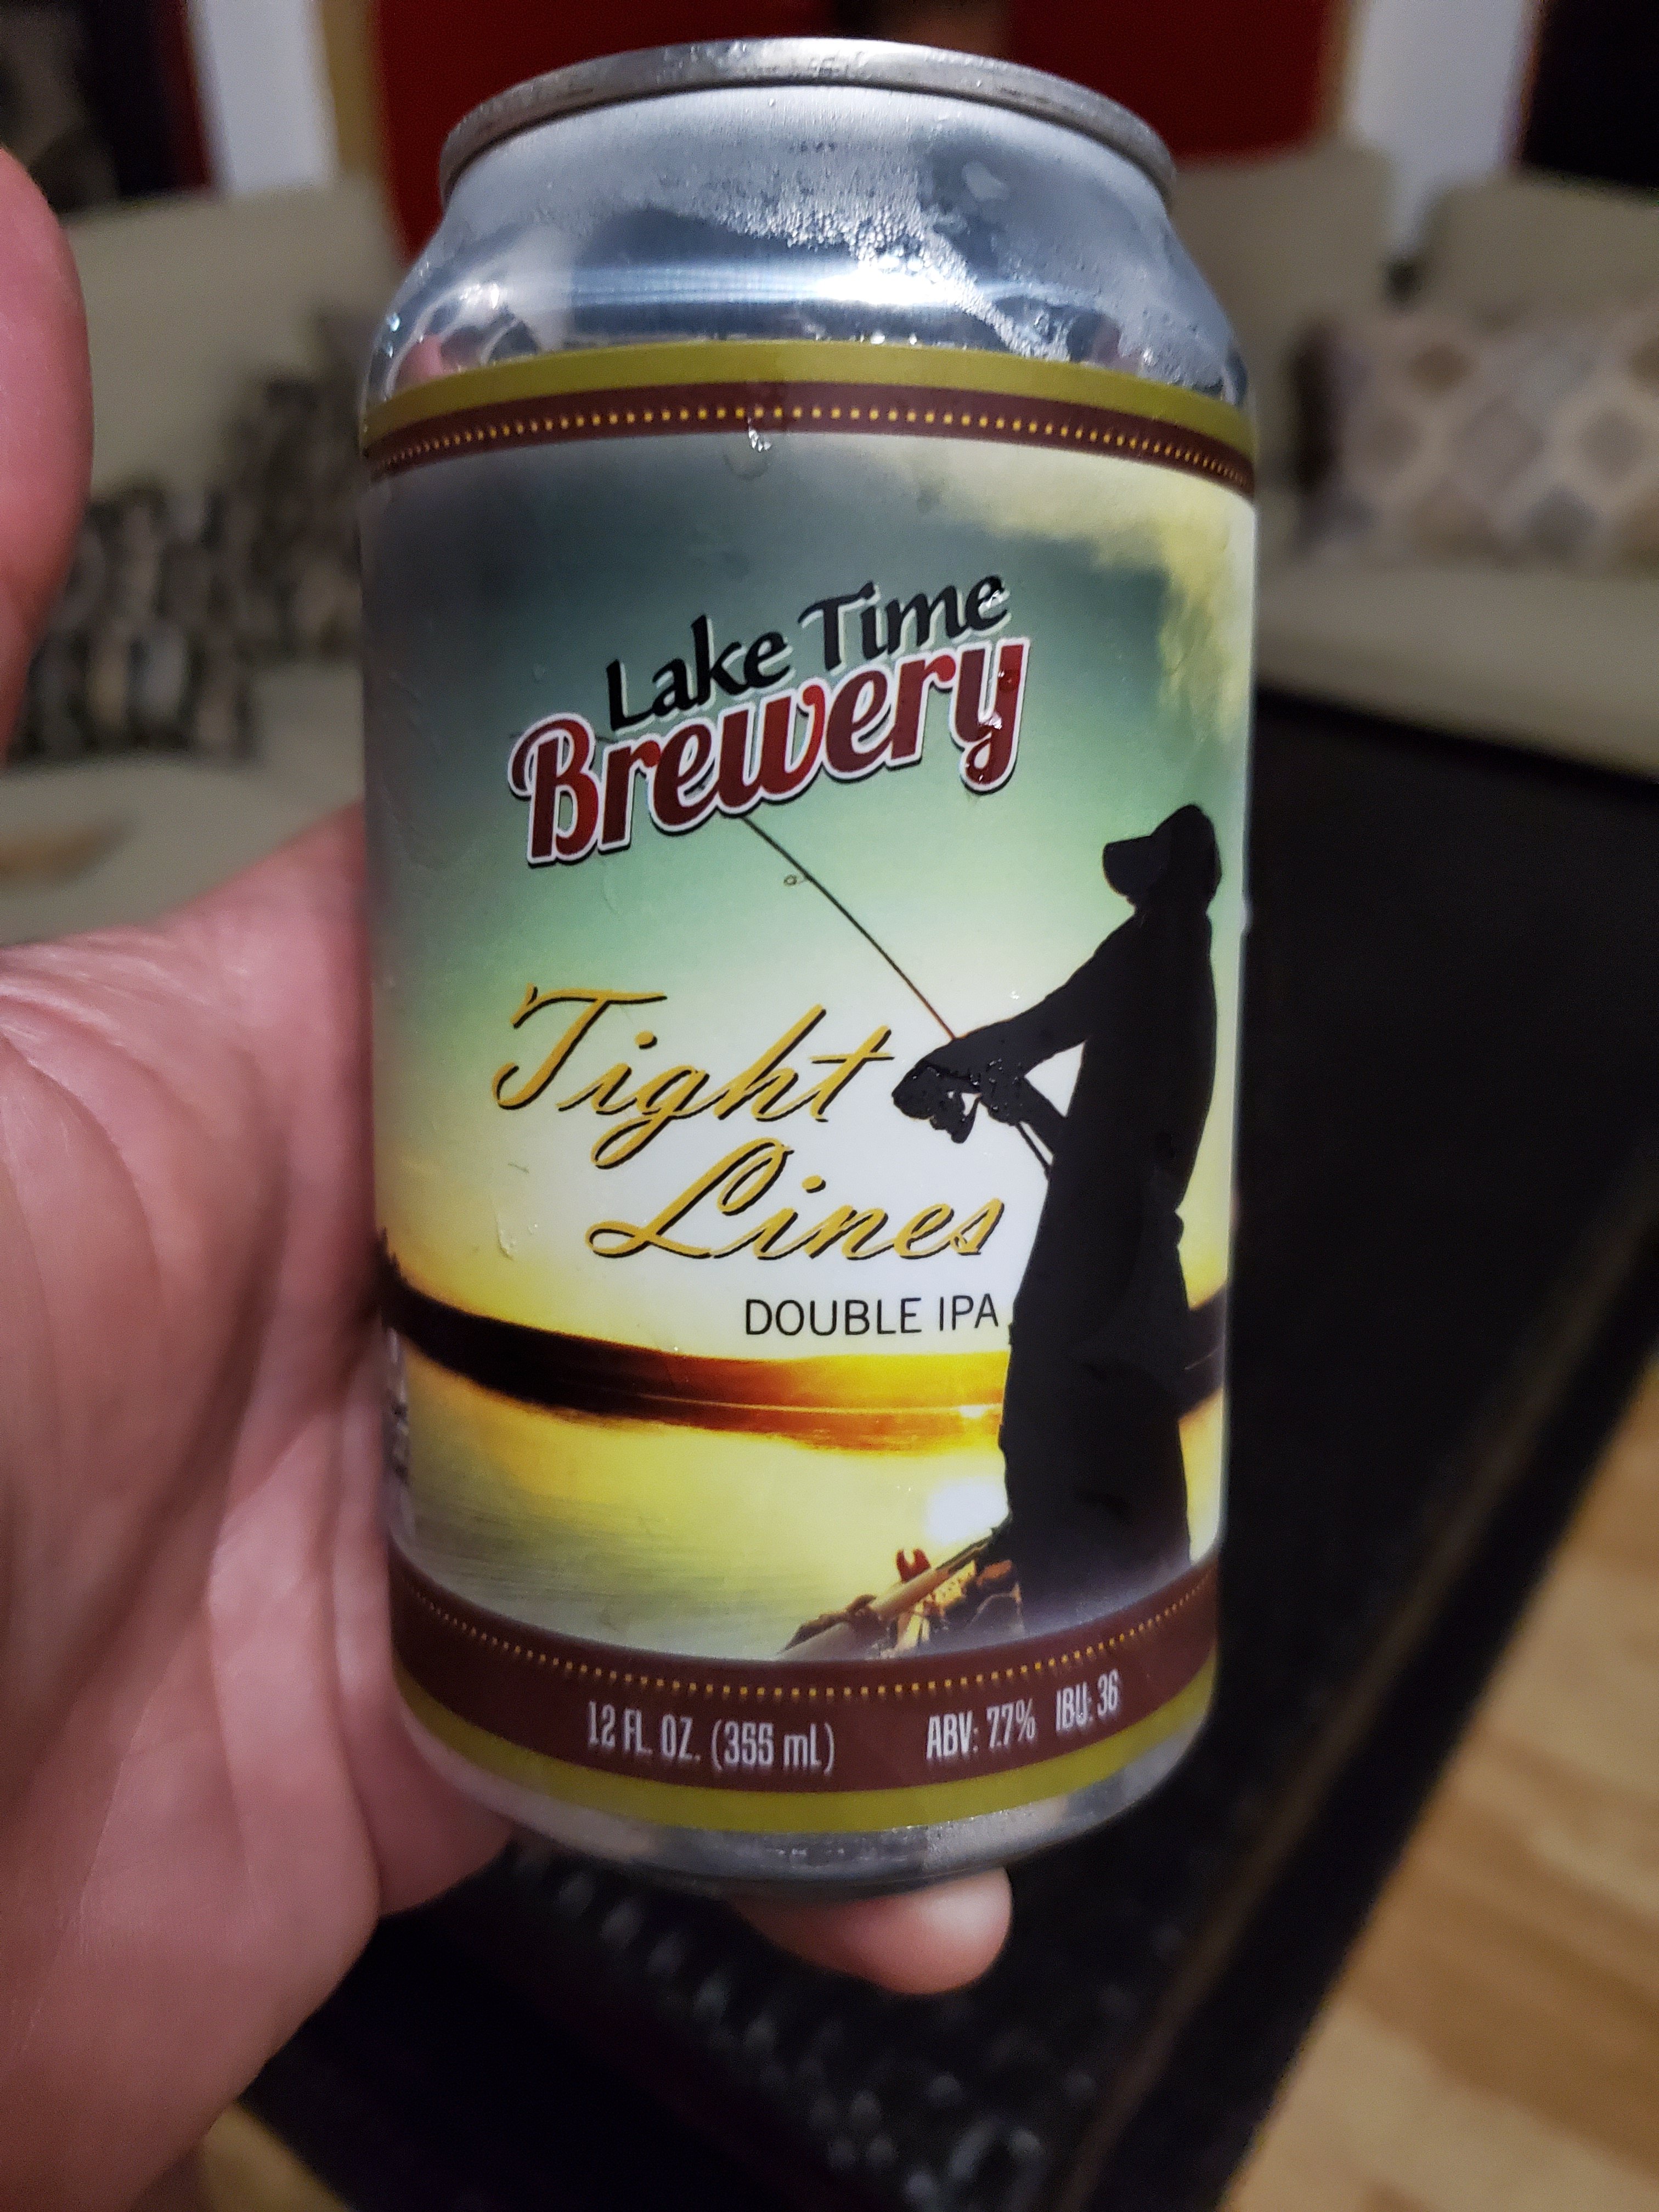 Lake Time
Brewery
Tight
Lines
DOUBLE IPA
12 FL. OZ. (355 mL) ABV: 7.7% IBU: 36